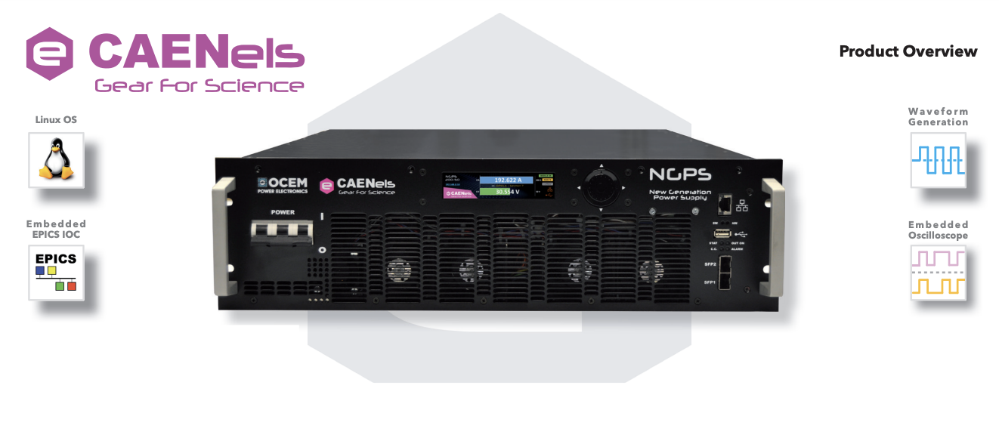 CAENels
Gear For Science
Product Overview
Linux OS
Embedded
EPICS IOC
EPICS
Waveform
Generation
Embedded
Oscilloscope
OCEM
POWER ELECTRONICS
CAENels
Gear For Science
NGPS
200-50
192.622 A
30.554 V
CAENels
NGPS
New Generation
Power Supply
POWER
I
O
SW
HW
STAT
OUT ON
C.C.
ALARM
SFP2
SFP1